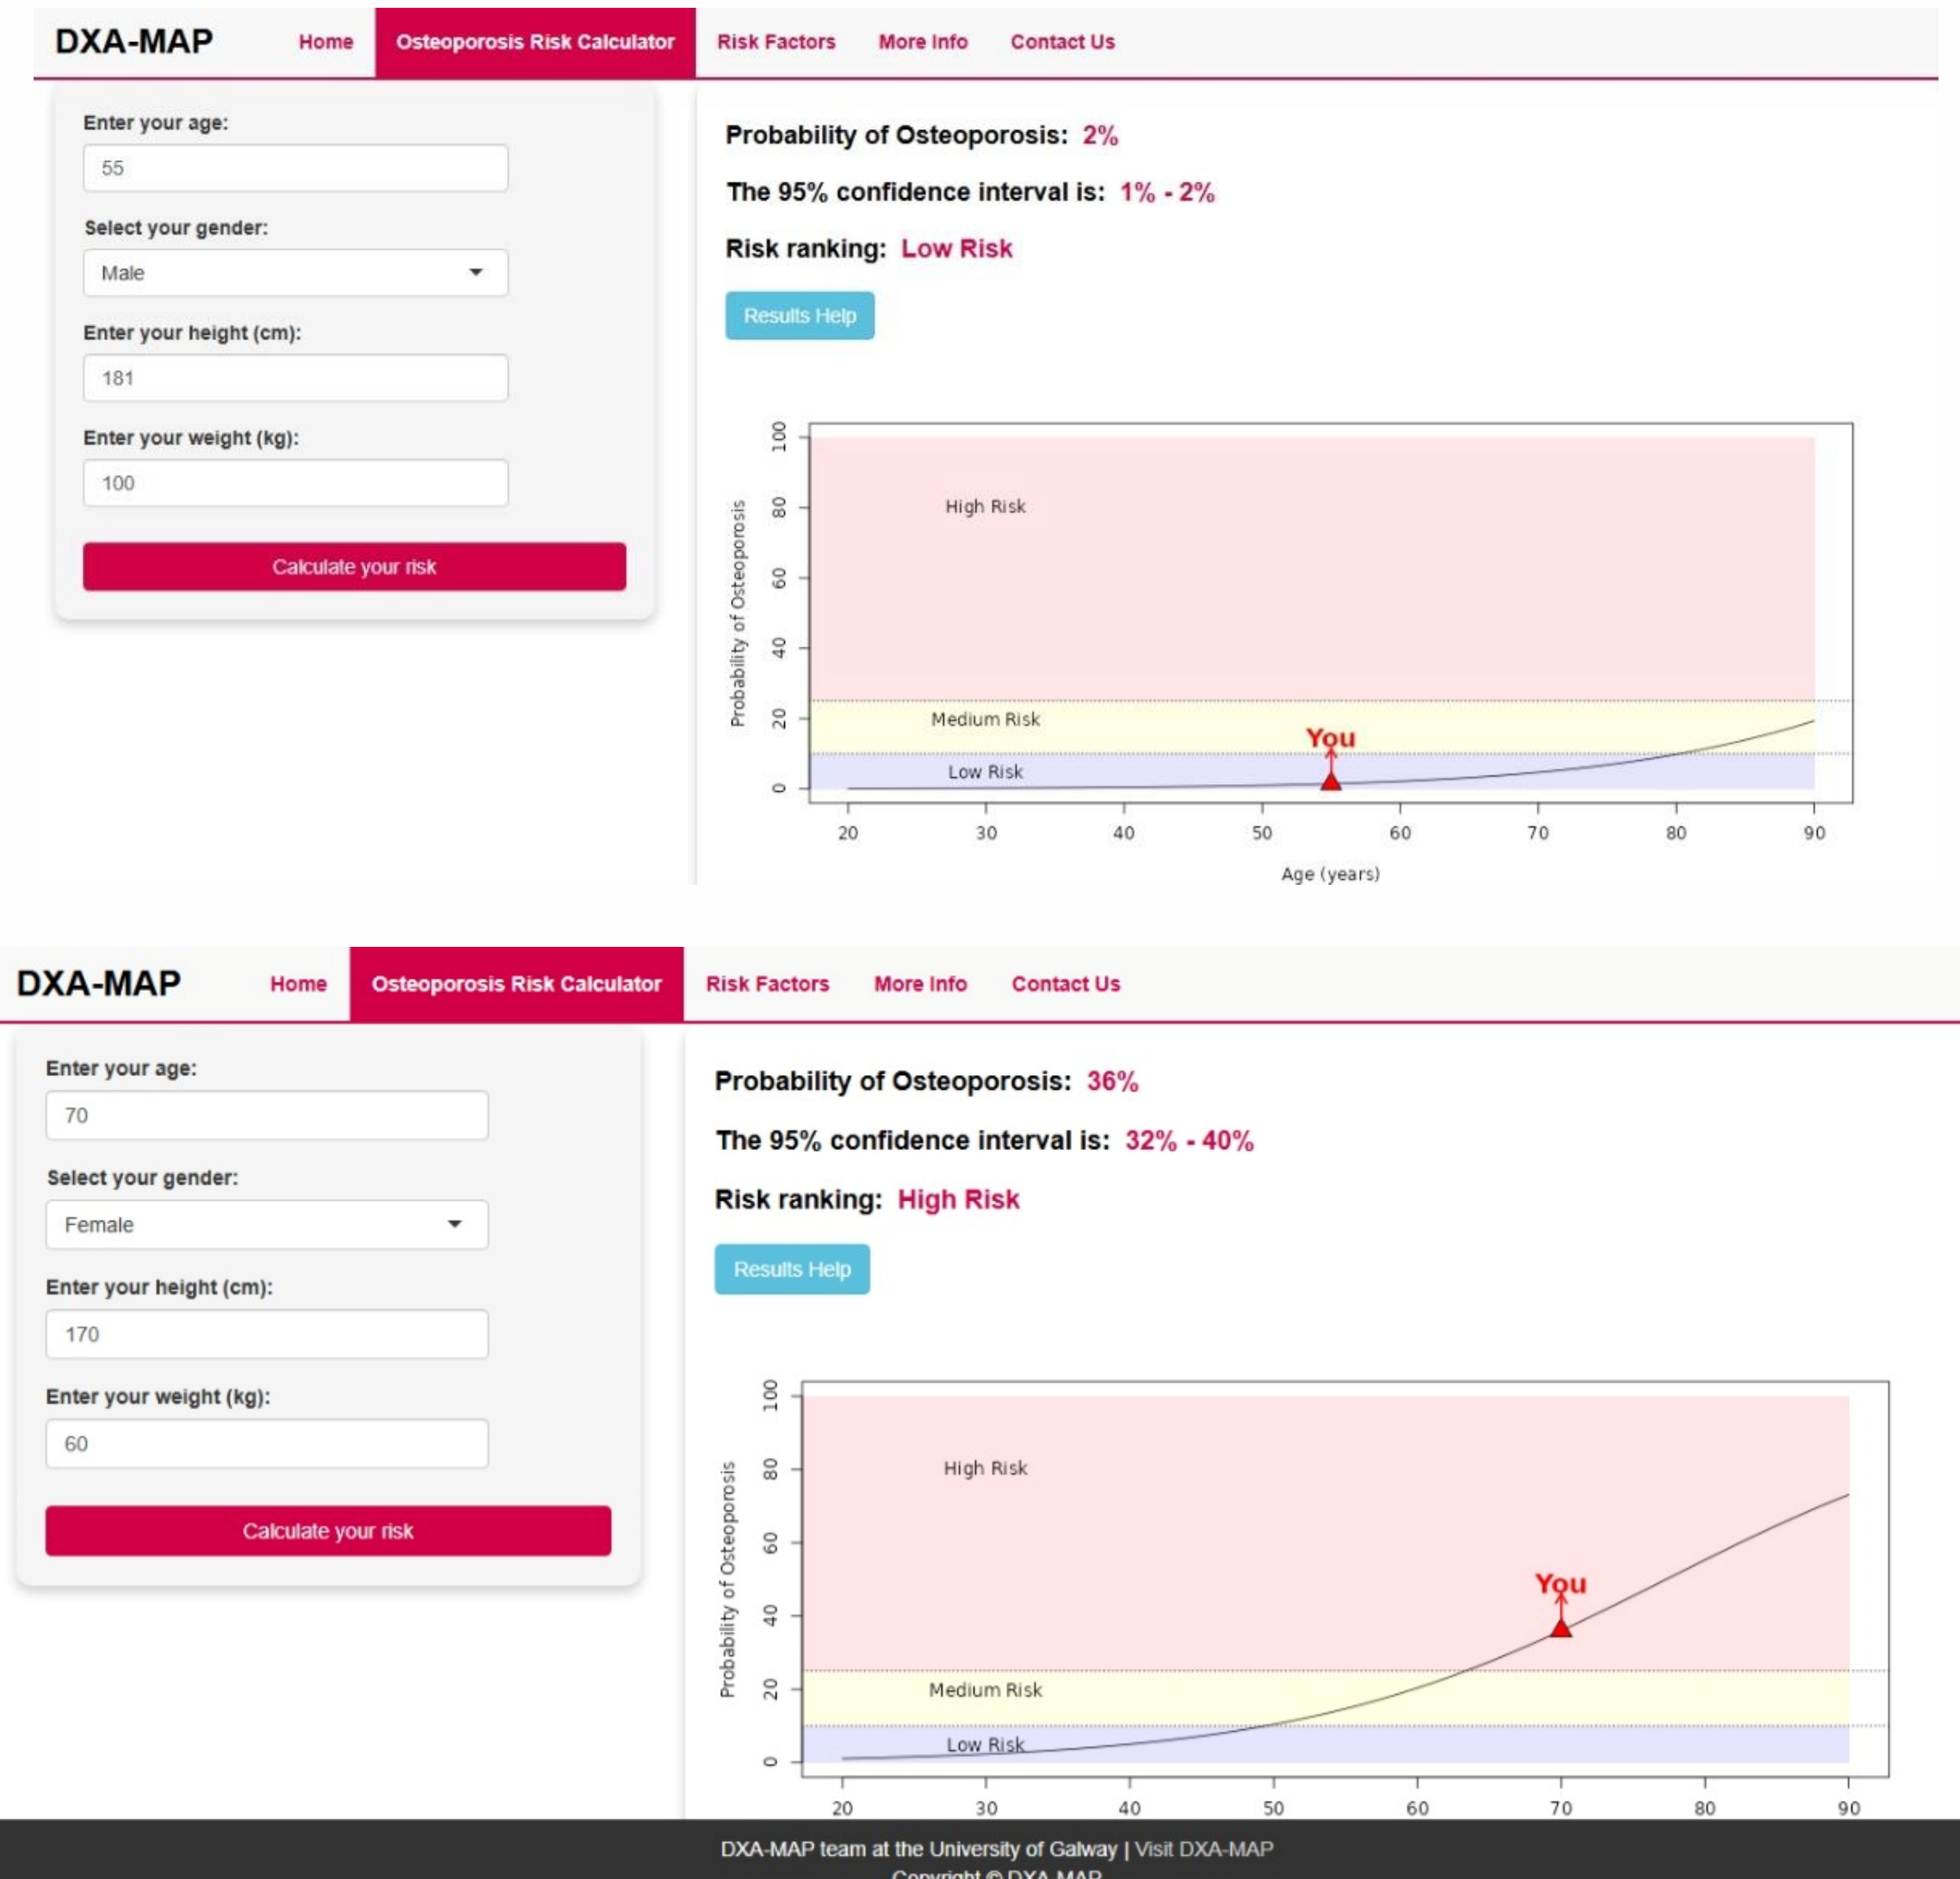 DXA-MAP Home Osteoporosis Risk Calculator Risk Factors More Info Contact Us
Enter your age:
55
Select your gender:
Male
Enter your height (cm):
181
Enter your weight (kg):
100
Calculate your risk
Probability of Osteoporosis: 2%
The 95% confidence interval is: 1% - 2%
Risk ranking: Low Risk
Results Help
Probability of Osteoporosis
100
80
60
40
20
0
High Risk
Medium Risk
You
Low Risk
20 30 40 50 60 70 80 90
Age (years)
DXA-MAP Home Osteoporosis Risk Calculator Risk Factors More Info Contact Us
Enter your age:
70
Select your gender:
Female
Enter your height (cm):
170
Enter your weight (kg):
60
Calculate your risk
Probability of Osteoporosis: 36%
The 95% confidence interval is: 32% - 40%
Risk ranking: High Risk
Results Help
Probability of Osteoporosis
100
80
60
40
20
0
High Risk
You
Medium Risk
Low Risk
20 30 40 50 60 70 80 90
DXA-MAP team at the University of Galway | Visit DXA-MAP
Copyright © DXA-MAP